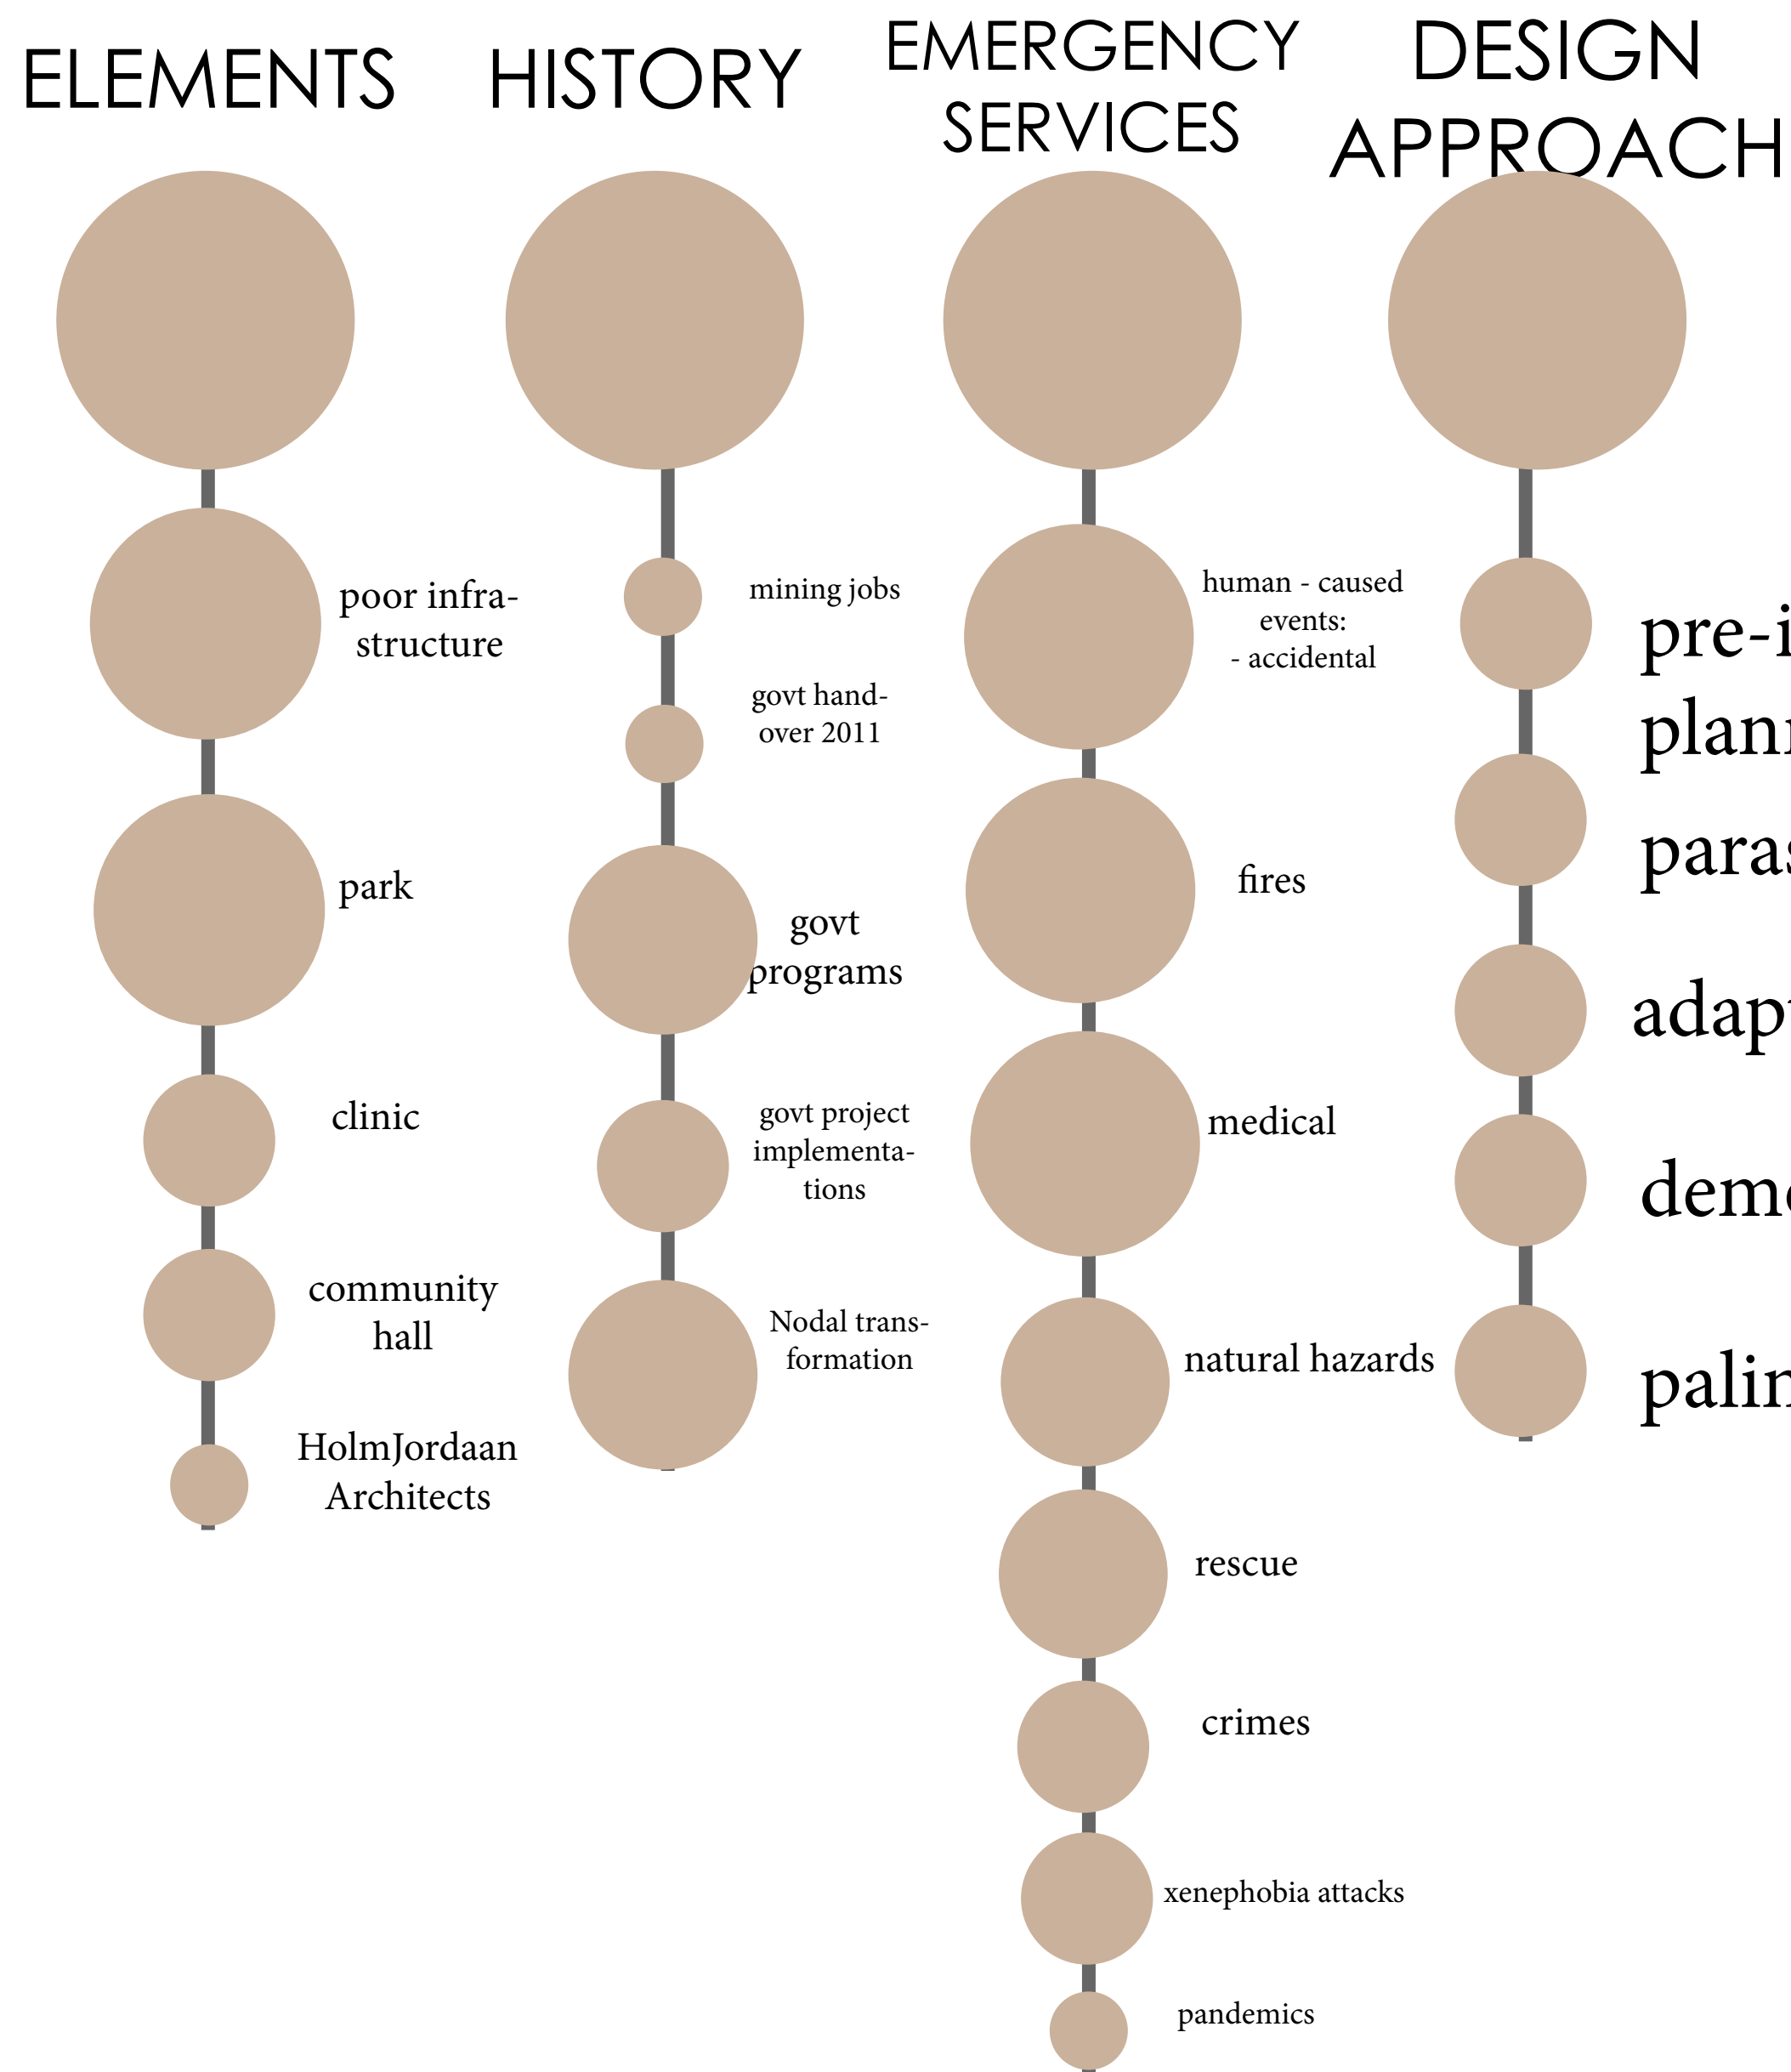 ELEMENTS
poor infra-
structure
park
clinic
community
hall
HolmJordaan
Architects
HISTORY
mining jobs
govt hand-
over 2011
govt
programs
govt project
implementa-
tions
Nodal trans-
formation
EMERGENCY
SERVICES
human - caused
events:
- accidental
fires
medical
natural hazards
rescue
crimes
xenephobia attacks
pandemics
DESIGN
APPROACH